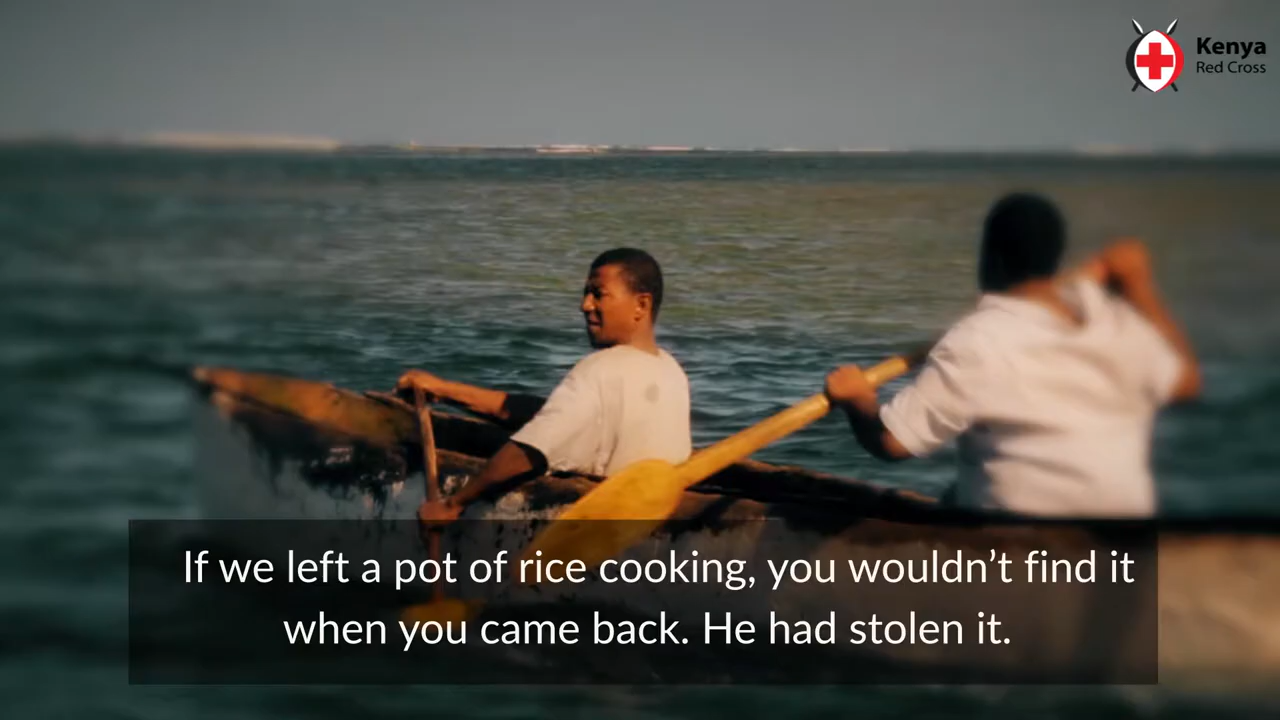 Kenya
Red Cross
If we left a pot of rice cooking, you wouldn’t find it
when you came back. He had stolen it.